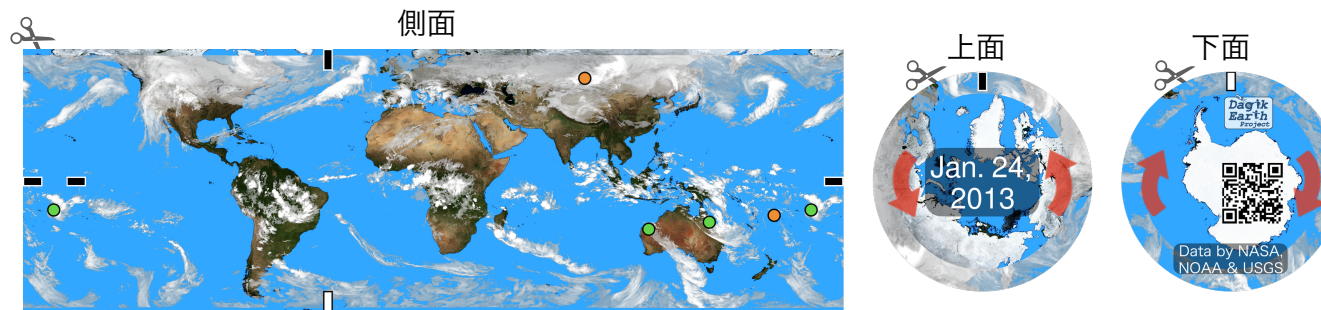 側面
上面
下面
Dagik
Earth
Project
Jan. 24,
2013
Data by NASA,
NOAA & USGS